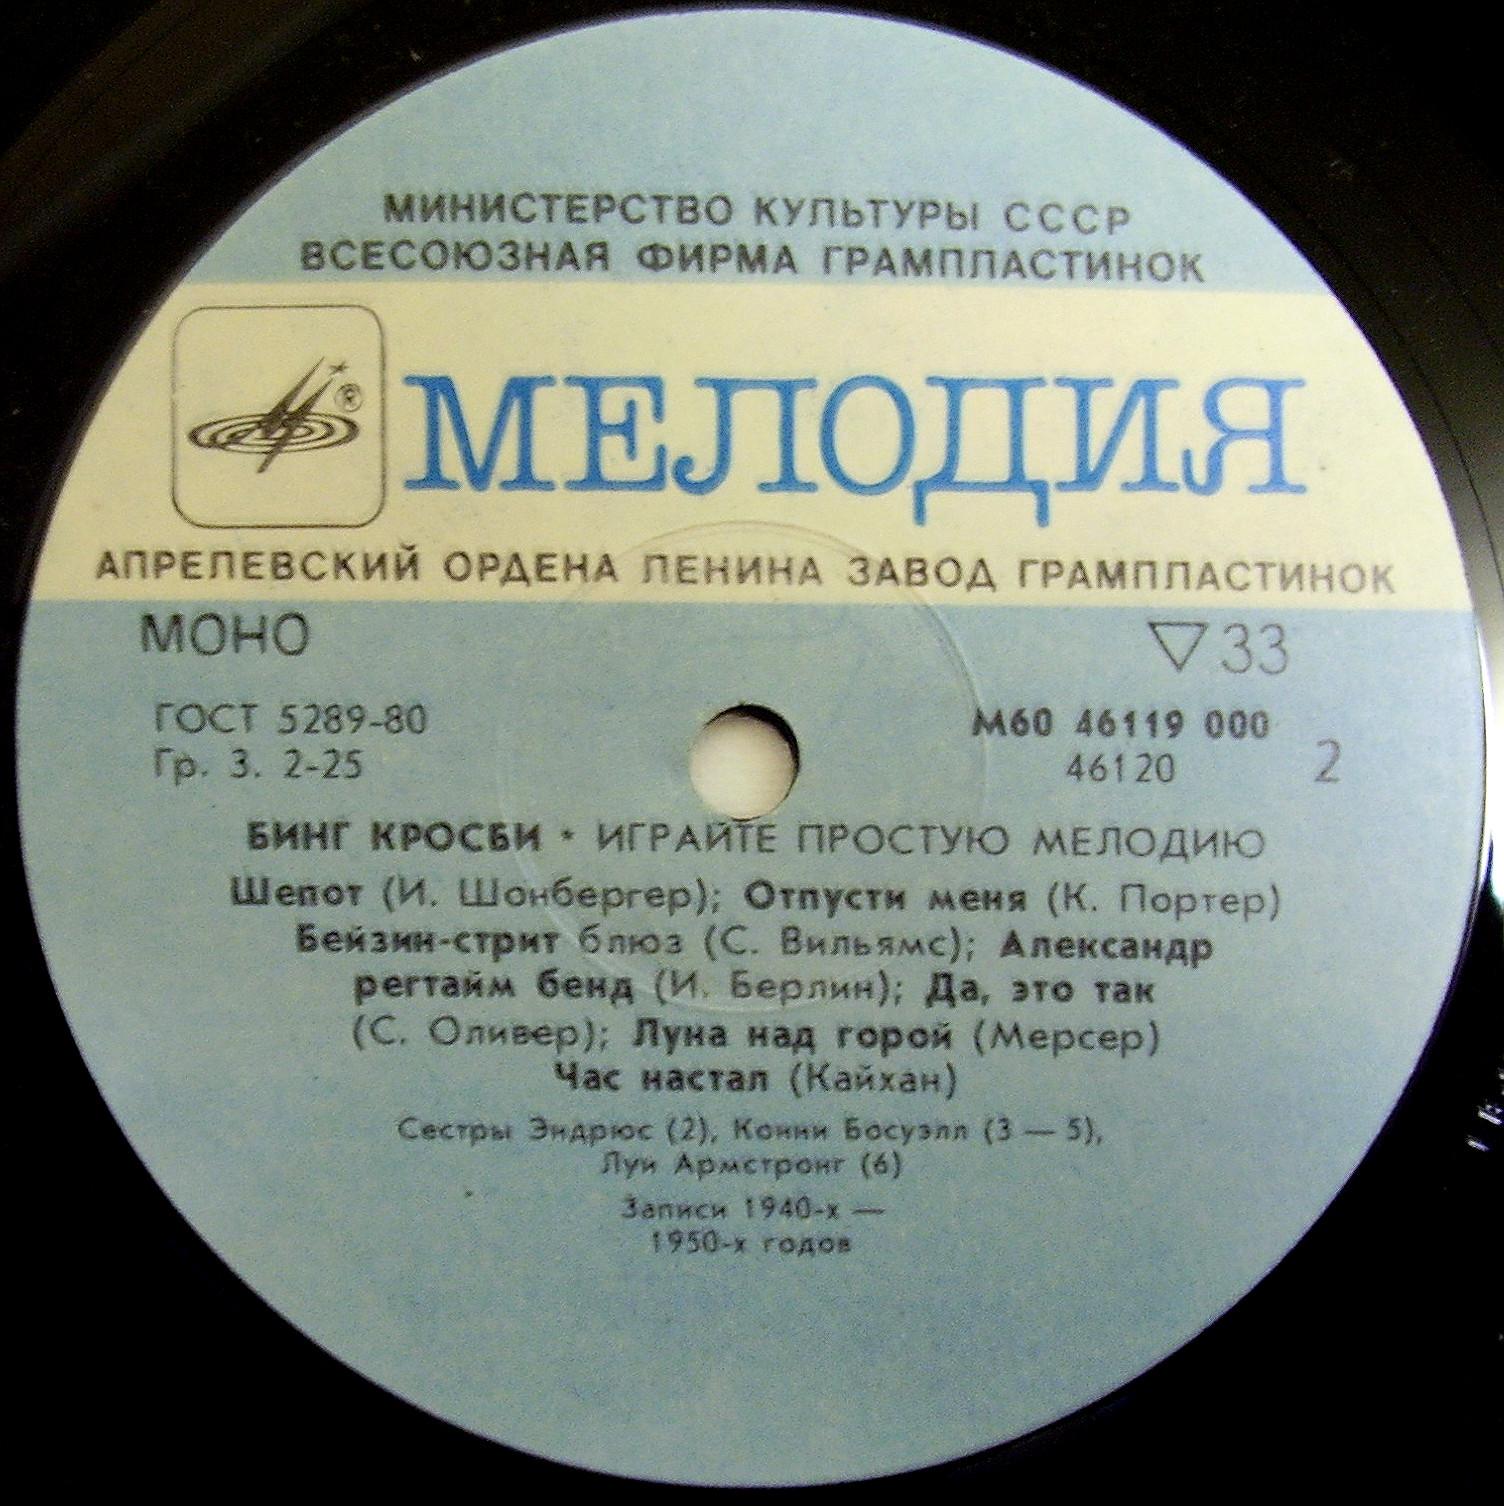 МИНИСТЕРСТВО КУЛЬТУРЫ СССР
ВСЕСОЮЗНАЯ ФИРМА ГРАМПЛАСТИНОК
®
МЕЛОДИЯ
АПРЕЛЕВСКИЙ ОРДЕНА ЛЕНИНА ЗАВОД ГРАМПЛАСТИНОК
МОНО
▽33
ГОСТ 5289-80
Гр. 3. 2-25
М60 46119 000
46120
2
БИНГ КРОСБИ * ИГРАЙТЕ ПРОСТУЮ МЕЛОДИЮ
Шепот (И. Шонбергер); Отпусти меня (К. Портер)
Бейзин-стрит блюз (С. Вильямс); Александр
регтайм бенд (И. Берлин); Да, это так
(С. Оливер); Луна над горой (Мерсер)
Час настал (Кайхан)
Сестры Эндрюс (2), Конни Босуэлл (3 — 5),
Луи Армстронг (6)
Записи 1940-х —
1950-х годов